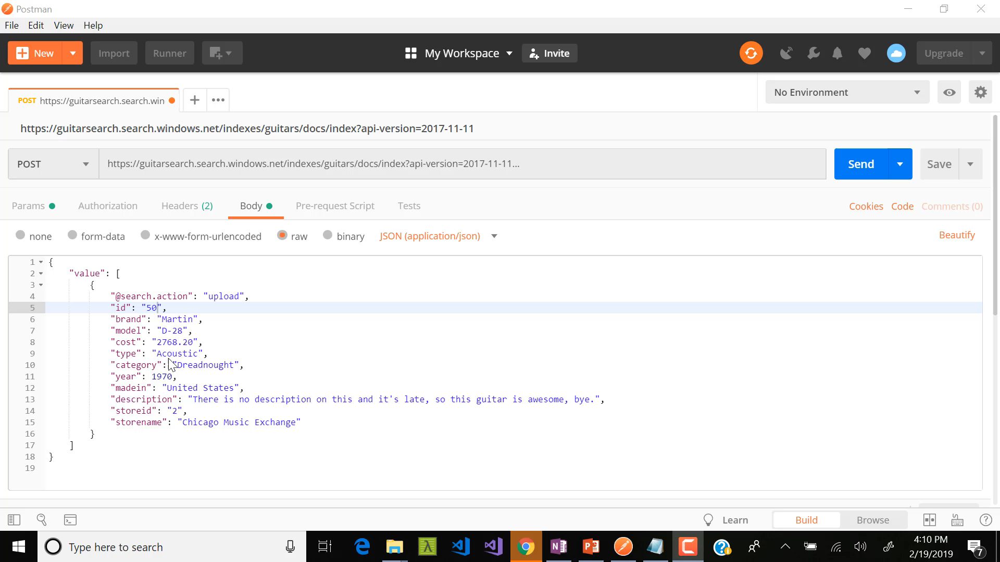 Postman
File Edit View Help
New Import Runner My Workspace Invite Upgrade
POST https://guitarsearch.search.win No Environment
https://guitarsearch.search.windows.net/indexes/guitars/docs/index?api-version=2017-11-11
POST https://guitarsearch.search.windows.net/indexes/guitars/docs/index?api-version=2017-11-11... Send Save
Params Authorization Headers (2) Body Pre-request Script Tests Cookies Code Comments (0)
none form-data x-www-form-urlencoded raw binary JSON (application/json) Beautify
1 {
2 "value": [
3 {
4 "@search.action": "upload",
5 "id": "50",
6 "brand": "Martin",
7 "model": "D-28",
8 "cost": "2768.20",
9 "type": "Acoustic",
10 "category": "Dreadnought",
11 "year": 1970,
12 "madein": "United States",
13 "description": "There is no description on this and it's late, so this guitar is awesome, bye.",
14 "storeid": "2",
15 "storename": "Chicago Music Exchange"
16 }
17 ]
18 }
19
Learn Build Browse
Type here to search 4:10 PM
2/19/2019 7